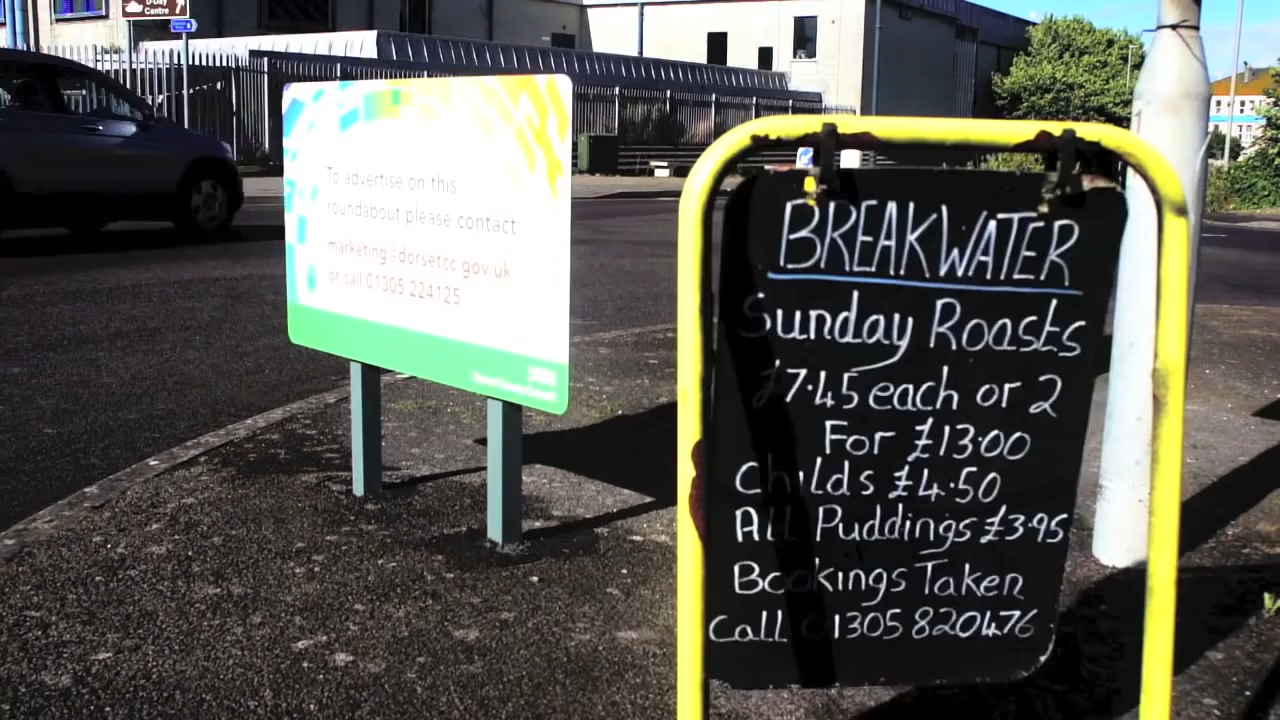 D-Day
Centre
To advertise on this
roundabout please contact:
marketing@dorsetcc.gov.uk
or call 01305 224125
BREAKWATER
Sunday Roasts
£7.45 each or 2
For £13.00
Childs £4.50
All Puddings £3.95
Bookings Taken
Call 01305 820476